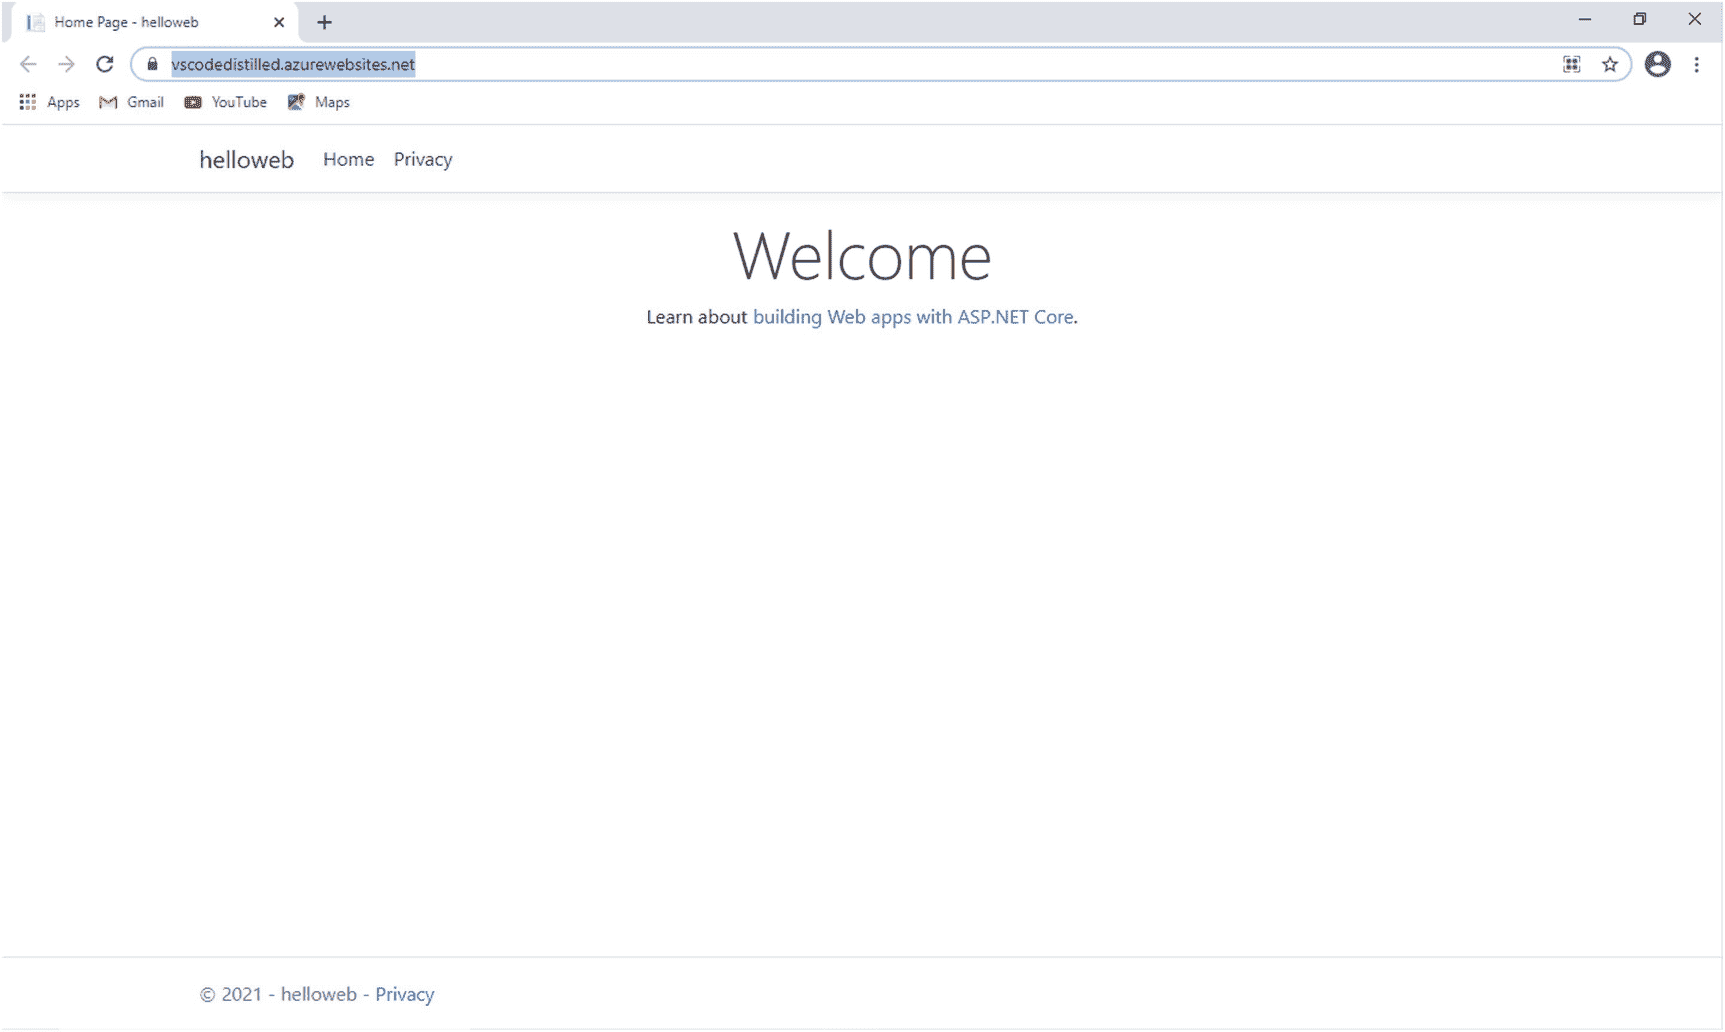 Home Page - helloweb
vscodedistilled.azurewebsites.net
Apps Gmail YouTube Maps
helloweb Home Privacy
Welcome
Learn about building Web apps with ASP.NET Core.
© 2021 - helloweb - Privacy